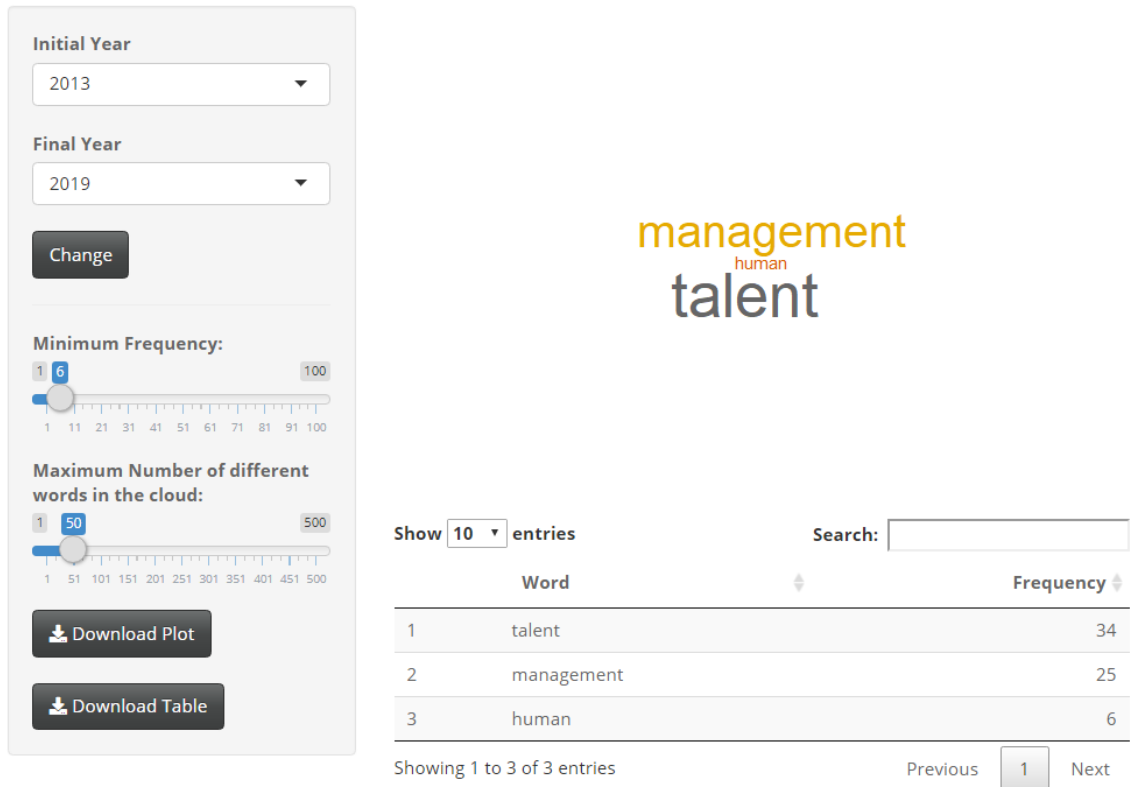 Initial Year
2013
Final Year
2019
Change
Minimum Frequency:
1 6 100
1 11 21 31 41 51 61 71 81 91 100
Maximum Number of different
words in the cloud:
1 50 500
1 51 101 151 201 251 301 351 401 451 500
Download Plot
Download Table
management
human
talent
Show 10 entries Search:
Word Frequency
1 talent 34
2 management 25
3 human 6
Showing 1 to 3 of 3 entries Previous 1 Next